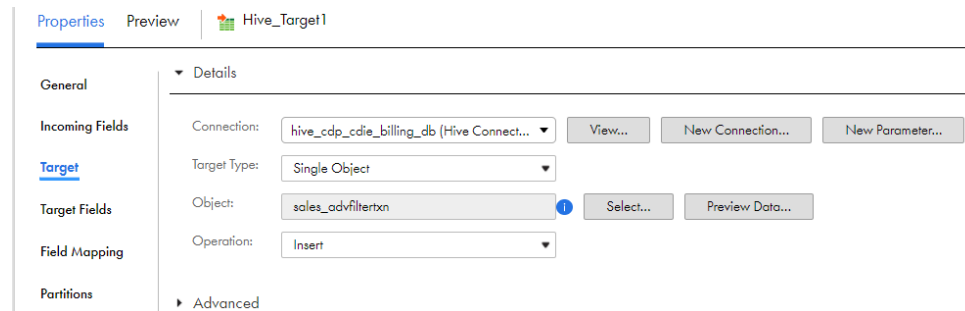 Properties Preview Hive_Target1
Details
General
Incoming Fields Connection: hive_cdp_cdie_billing_db (Hive Connect... View... New Connection... New Parameter...
Target Target Type: Single Object
Target Fields Object: sales_advfiltertxn i Select... Preview Data...
Field Mapping Operation: Insert
Partitions
Advanced